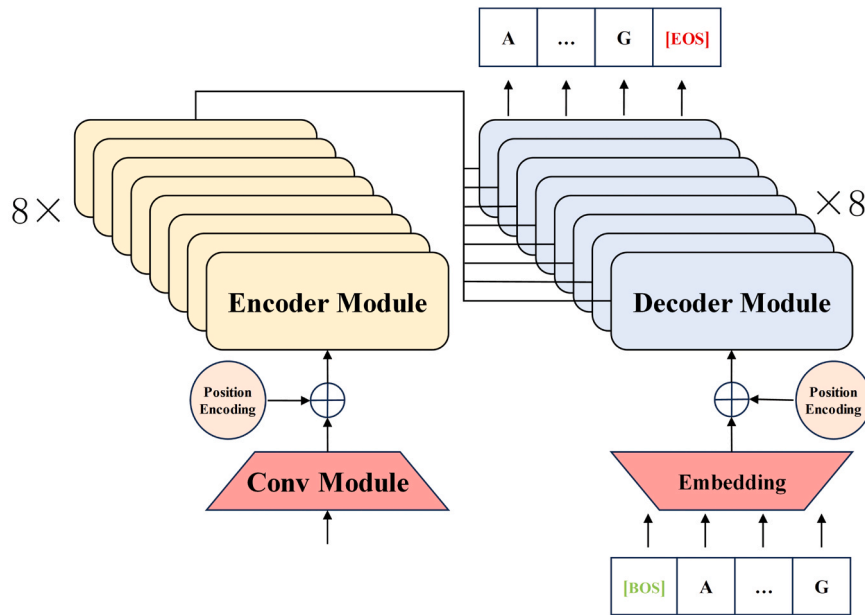 A … G [EOS]
8×
×8
Encoder Module
Decoder Module
Position
Encoding
Position
Encoding
Conv Module
Embedding
[BOS] A … G